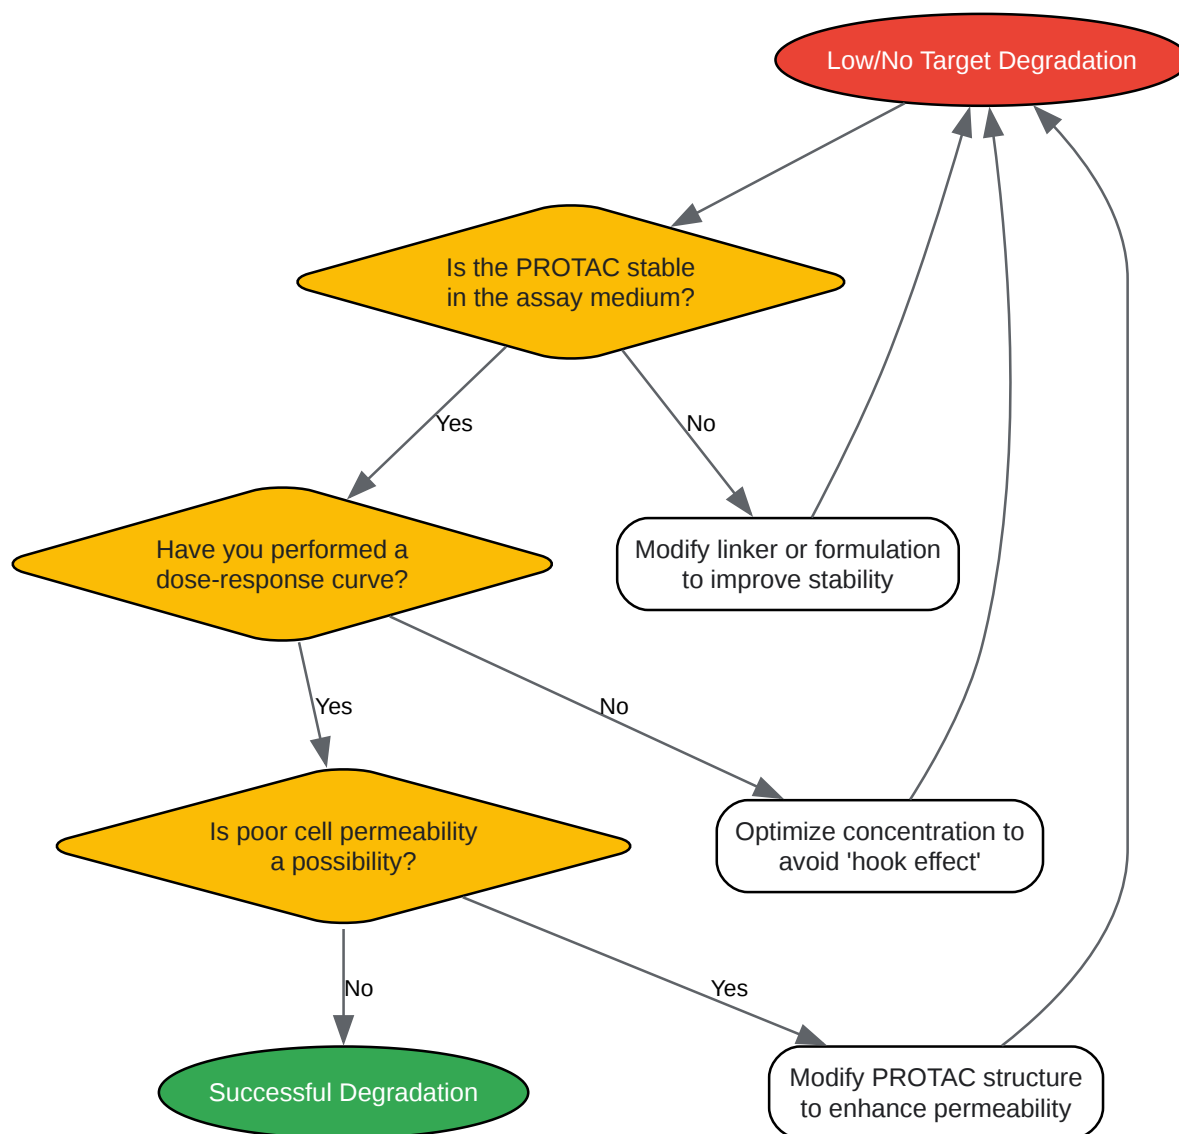 Low/No Target Degradation
Is the PROTAC stable
in the assay medium?
Yes
No
Have you performed a
dose-response curve?
Modify linker or formulation
to improve stability
Yes
No
Is poor cell permeability
a possibility?
Optimize concentration to
avoid 'hook effect'
No
Yes
Successful Degradation
Modify PROTAC structure
to enhance permeability